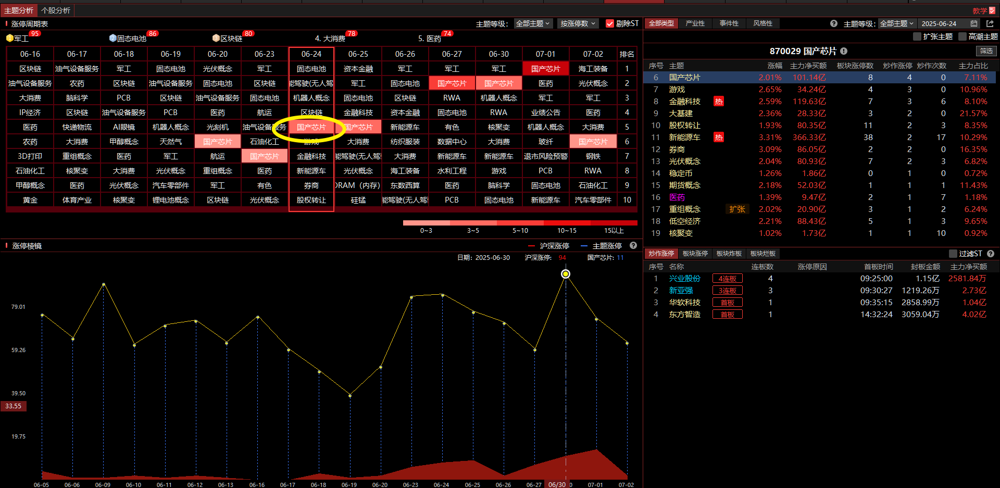 主题分析 个股分析
教学
涨停周期表
主题等级: 全部主题 按涨停数 剔除ST
1 军工 95 2 固态电池 86 3 区块链 80 4. 大消费 78 5. 医药 74
06-16 06-17 06-18 06-19 06-20 06-23 06-24 06-25 06-26 06-27 06-30 07-01 07-02 排名
区块链 油气设备服务 军工 固态电池 光伏概念 军工 固态电池 资本金融 军工 军工 军工 国产芯片 海工装备 1
油气设备服务 农药 区块链 油气设备服务 固态电池 区块链 能驾驶(无人驾 军工 固态电池 国产芯片 国产芯片 医药 光伏概念 2
大消费 脑科学 PCB 区块链 油气设备服务 固态电池 机器人概念 固态电池 区块链 RWA 机器人概念 军工 军工 3
IP经济 区块链 油气设备服务 PCB 医药 航运 区块链 金融科技 资本金融 固态电池 RWA 业绩公告 医药 4
医药 快递物流 AI眼镜 机器人概念 光刻机 油气设备服务 国产芯片 国产芯片 新能源车 有色 核聚变 机器人概念 大消费 5
农药 大消费 甲醇概念 天然气 国产芯片 石油化工 游戏 大消费 纺织服装 数据中心 大消费 玻纤 国产芯片 6
3D打印 重组概念 医药 军工 航运 国产芯片 金融科技 能驾驶(无人驾 大消费 新能源车 新能源车 退市风险预警 钢铁 7
石油化工 核聚变 大消费 光伏概念 重组概念 医药 新能源车 光伏概念 海工装备 水利工程 游戏 PCB RWA 8
甲醇概念 医药 光伏概念 汽车零部件 军工 有色 券商 DRAM（内存） 东数西算 医药 脑科学 固态电池 石油化工 9
黄金 体育产业 核聚变 锂电池概念 区块链 光伏概念 股权转让 硅锰 能驾驶(无人驾 PCB 固态电池 新能源车 汽车零部件 10
0~3 3~5 5~10 10~15 15以上
涨停棱镜
沪深涨停 主题涨停
日期: 2025-06-30 沪深涨停: 94 国产芯片: 11
79.01
59.26
39.50
33.55
19.75
06-05 06-06 06-09 06-10 06-11 06-12 06-13 06-16 06-17 06-18 06-19 06-20 06-23 06-24 06-25 06-26 06-27 06/30 0 07-01 07-02
全部类型 产业性 事件性 风格性 主题等级: 全部主题 2025-06-24
扩张主题 高潮主题
870029 国产芯片 筛选
序号 主题 涨幅 主力净买额 板块涨停数 炒作涨停 炒作次数 主力占比
6 国产芯片 2.01% 101.14亿 8 4 0 7.11%
7 游戏 2.65% 34.24亿 4 3 0 10.96%
8 金融科技 热 2.59% 119.63亿 7 3 6 8.10%
9 大基建 2.36% 28.33亿 3 2 0 21.57%
10 股权转让 1.93% 80.35亿 11 2 3 8.35%
11 新能源车 热 3.31% 366.33亿 38 2 17 10.29%
12 券商 3.09% 86.05亿 2 2 0 16.35%
13 光伏概念 2.04% 80.93亿 7 2 3 6.82%
14 稳定币 1.26% 1.86亿 0 1 0 0.72%
15 期货概念 2.18% 52.03亿 1 1 1 11.43%
16 医药 1.39% 9.47亿 2 1 7 1.18%
17 重组概念 扩张 2.02% 20.90亿 3 1 2 6.24%
18 低空经济 2.21% 88.43亿 5 1 3 9.65%
19 核聚变 1.02% 1.73亿 1 1 10 0.92%
炒作涨停 板块涨停 板块炸板 板块烂板 过滤ST
序号 名称 连板数 涨停原因 首板时间 封板金额 主力净买额
1 兴业股份 4连板 4 09:25:00 1.15亿 2581.84万
2 新亚强 3连板 3 09:30:27 1219.26万 2.73亿
3 华软科技 首板 1 09:35:15 2858.99万 1.04亿
4 东方智造 首板 1 14:32:24 3059.04万 4.02亿